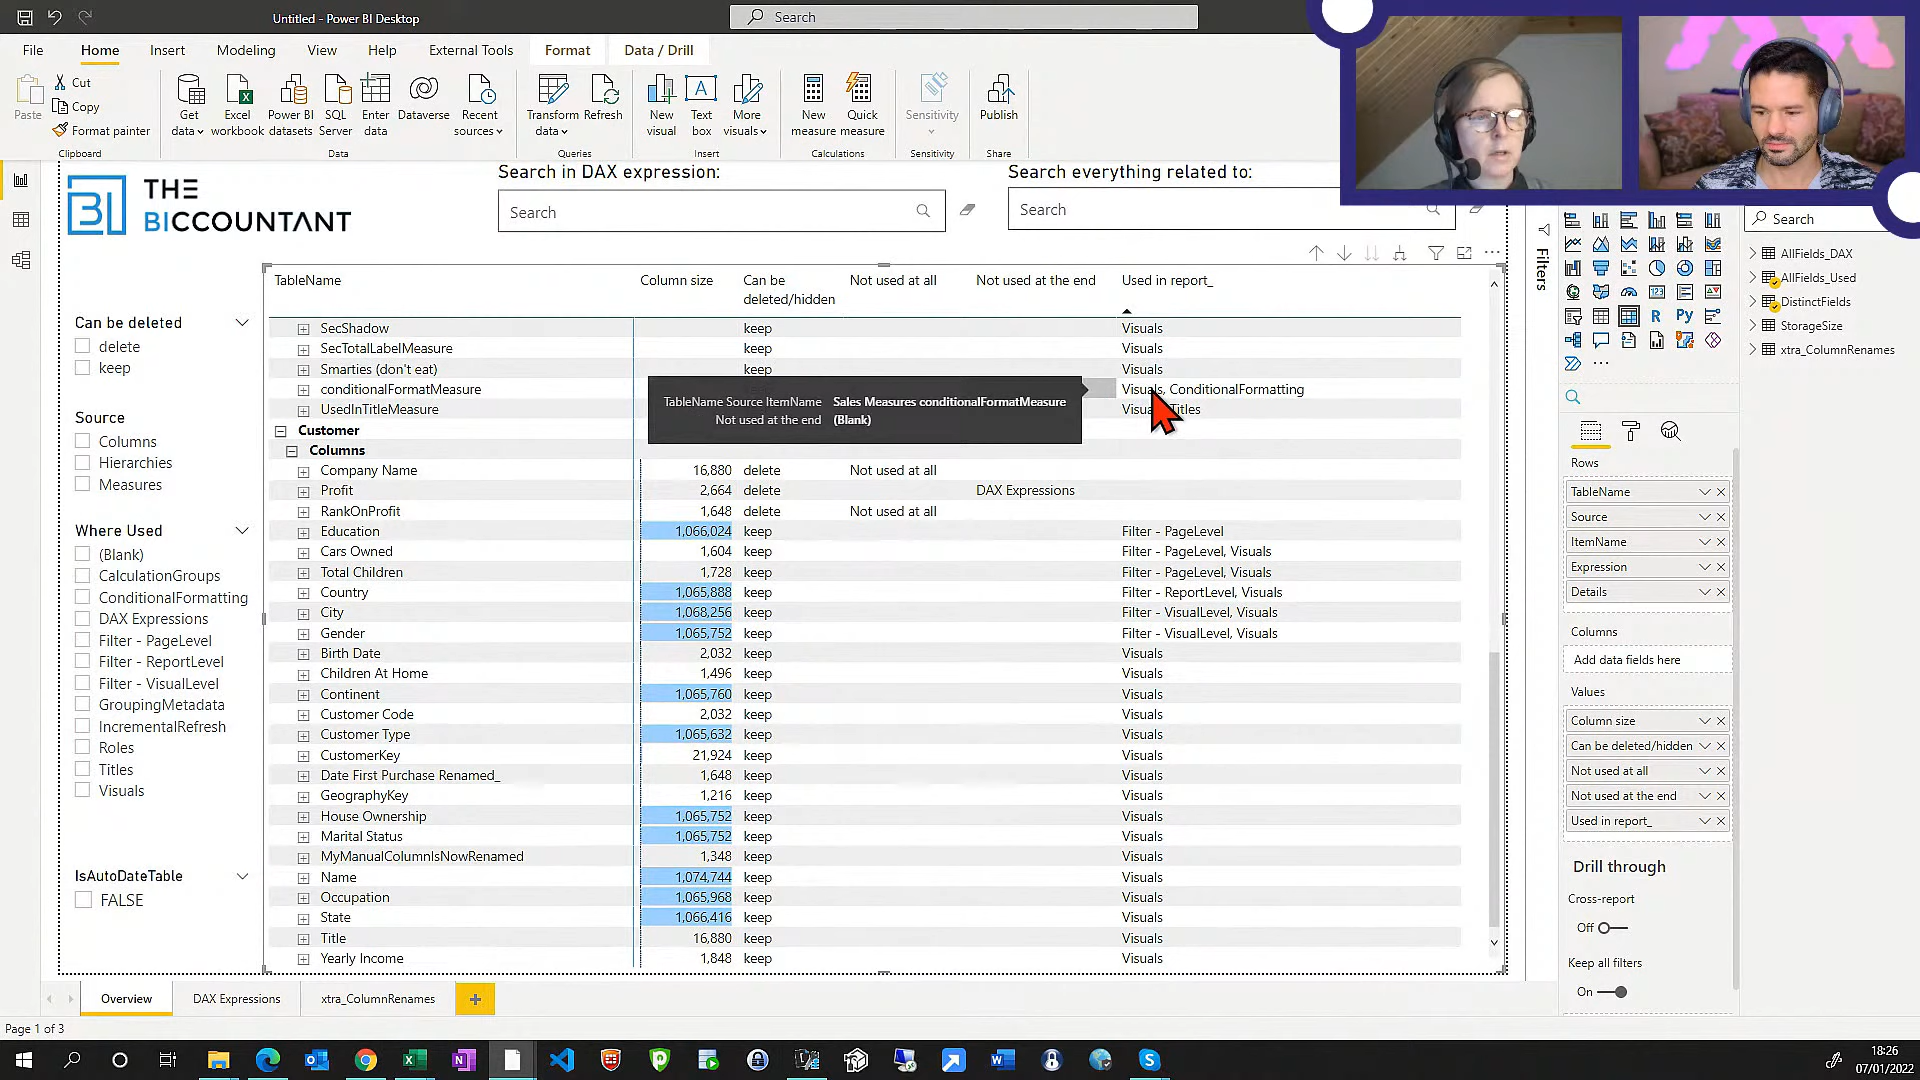 Untitled - Power BI Desktop
Search
File Home Insert Modeling View Help External Tools Format Data / Drill
Paste
Cut
Copy
Format painter
Get data
Excel workbook
Power BI datasets
SQL Server
Enter data
Dataverse
Recent sources
Transform data
Refresh
New visual
Text box
More visuals
New measure
Quick measure
Sensitivity
Publish
Clipboard Data Queries Insert Calculations Sensitivity Share
THE
BICCOUNTANT
Search in DAX expression:
Search
Search everything related to:
Search
Can be deleted
delete
keep
Source
Columns
Hierarchies
Measures
Where Used
(Blank)
CalculationGroups
ConditionalFormatting
DAX Expressions
Filter - PageLevel
Filter - ReportLevel
Filter - VisualLevel
GroupingMetadata
IncrementalRefresh
Roles
Titles
Visuals
IsAutoDateTable
FALSE
TableName Column size Can be deleted/hidden Not used at all Not used at the end Used in report_
SecShadow keep Visuals
SecTotalLabelMeasure keep Visuals
Smarties (don't eat) keep Visuals
conditionalFormatMeasure Visuals, ConditionalFormatting
UsedInTitleMeasure Titles
TableName Source ItemName Sales Measures conditionalFormatMeasure
Not used at the end (Blank)
Customer
Columns
Company Name 16,880 delete Not used at all
Profit 2,664 delete DAX Expressions
RankOnProfit 1,648 delete Not used at all
Education 1,066,024 keep Filter - PageLevel
Cars Owned 1,604 keep Filter - PageLevel, Visuals
Total Children 1,728 keep Filter - PageLevel, Visuals
Country 1,065,888 keep Filter - ReportLevel, Visuals
City 1,068,256 keep Filter - VisualLevel, Visuals
Gender 1,065,752 keep Filter - VisualLevel, Visuals
Birth Date 2,032 keep Visuals
Children At Home 1,496 keep Visuals
Continent 1,065,760 keep Visuals
Customer Code 2,032 keep Visuals
Customer Type 1,065,632 keep Visuals
CustomerKey 21,924 keep Visuals
Date First Purchase Renamed_ 1,648 keep Visuals
GeographyKey 1,216 keep Visuals
House Ownership 1,065,752 keep Visuals
Marital Status 1,065,752 keep Visuals
MyManualColumnIsNowRenamed 1,348 keep Visuals
Name 1,074,744 keep Visuals
Occupation 1,065,968 keep Visuals
State 1,066,416 keep Visuals
Title 16,880 keep Visuals
Yearly Income 1,848 keep Visuals
Filters
Rows
TableName
Source
ItemName
Expression
Details
Columns
Add data fields here
Values
Column size
Can be deleted/hidden
Not used at all
Not used at the end
Used in report_
Drill through
Cross-report
Off
Keep all filters
On
Search
AllFields_DAX
AllFields_Used
DistinctFields
StorageSize
xtra_ColumnRenames
Overview DAX Expressions xtra_ColumnRenames
Page 1 of 3
18:26
07/01/2022